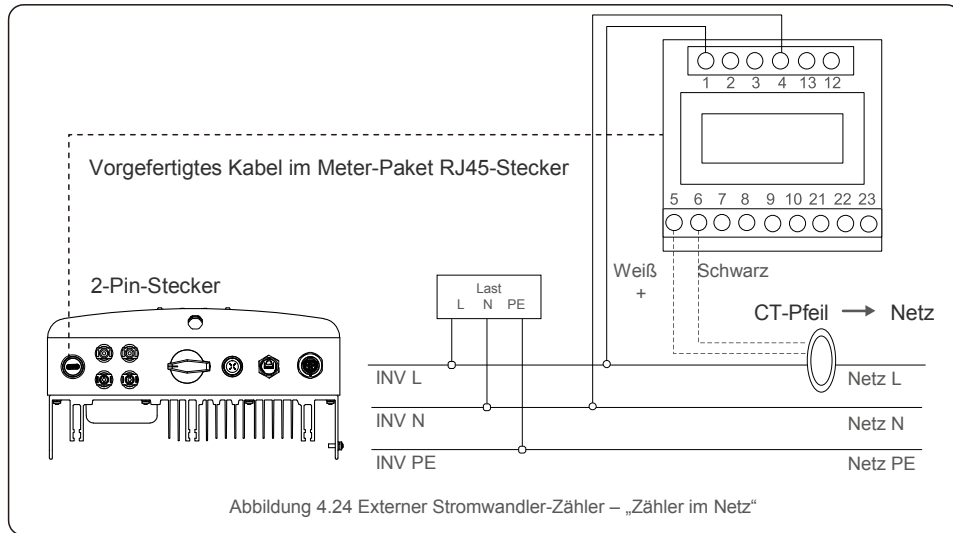 1 2 3 4 13 12
Vorgefertigtes Kabel im Meter-Paket RJ45-Stecker
5 6 7 8 9 10 21 22 23
Weiß Schwarz
+
2-Pin-Stecker
Last
L N PE
CT-Pfeil → Netz
INV L Netz L
INV N Netz N
INV PE Netz PE
Abbildung 4.24 Externer Stromwandler-Zähler – „Zähler im Netz“